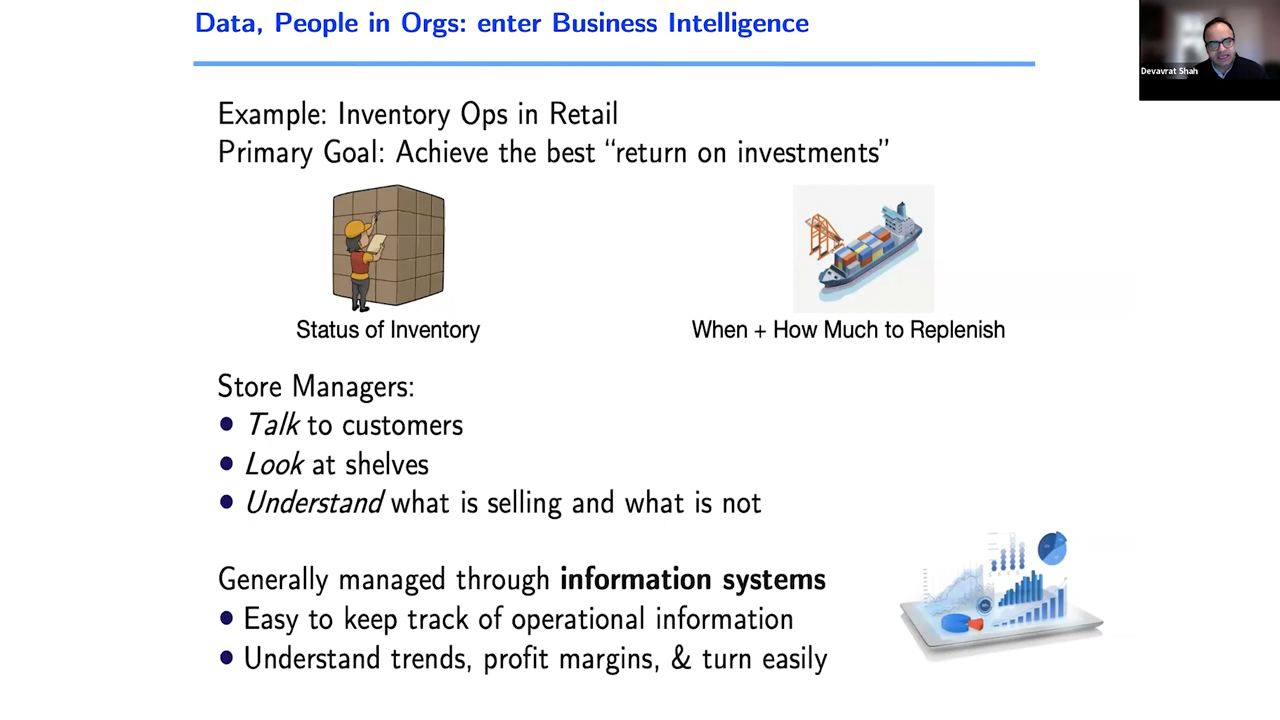 Data, People in Orgs: enter Business Intelligence
Devavrat Shah
Example: Inventory Ops in Retail
Primary Goal: Achieve the best “return on investments”
Status of Inventory
When + How Much to Replenish
Store Managers:
• Talk to customers
• Look at shelves
• Understand what is selling and what is not
Generally managed through information systems
• Easy to keep track of operational information
• Understand trends, profit margins, & turn easily